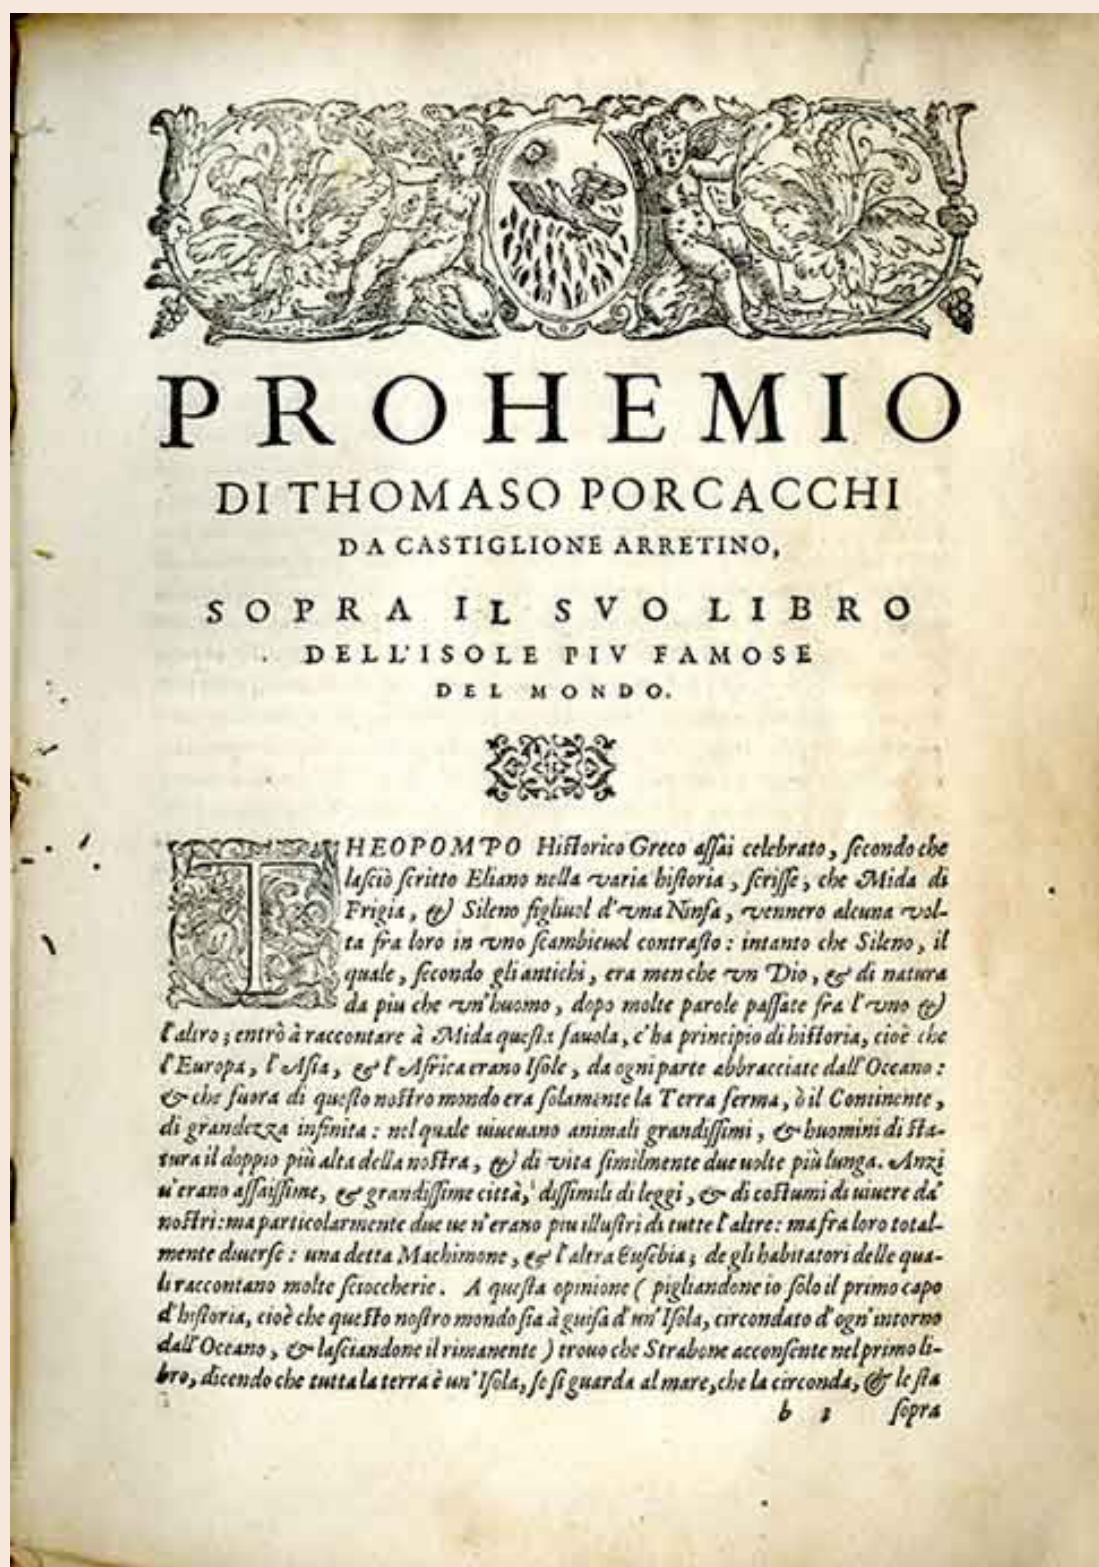 PROHEMIO
DI THOMASO PORCACCHI
DA CASTIGLIONE ARRETINO,
SOPRA IL SVO LIBRO
DELL'ISOLE PIV FAMOSE
DEL MONDO.
THEOPOMPO Historico Greco aſſai celebrato, ſecondo che
laſciò ſcritto Eliano nella varia hiſtoria, ſcriſſe, che Mida di
Frigia, & Sileno figliuol d'vna Ninfa, vennero alcuna vol-
ta fra loro in vno ſcambieuol contraſto: intanto che Sileno, il
quale, ſecondo gli antichi, era men che vn Dio, & di natura
da piu che vn'huomo, dopo molte parole paſſate fra l'vno &
l'altro; entrò à raccontare à Mida queſta fauola, c'ha principio di hiſtoria, cioè che
l'Europa, l'Aſia, & l'Africa erano Iſole, da ogni parte abbracciate dall'Oceano:
& che fuora di queſto noſtro mondo era ſolamente la Terra ferma, ò il Continente,
di grandezza infinita: nel quale uiueuano animali grandiſſimi, & huomini di ſta-
tura il doppio più alta della noſtra, & di vita ſimilmente due uolte più lunga. Anzi
u'erano aſſaiſſime, & grandiſſime città, diſſimili di leggi, & di coſtumi di uiuere da'
noſtri: ma particolarmente due ue n'erano piu illuſtri di tutte l'altre: ma fra loro total-
mente diuerſe: una detta Machimone, & l'altra Euſebia; de gli habitatori delle qua-
li raccontano molte ſcioccherie. A queſta opinione ( pigliandone io ſolo il primo capo
d'hiſtoria, cioè che queſto noſtro mondo ſia à guiſa d'un'Iſola, circondato d'ogn'intorno
dall'Oceano, & laſciandone il rimanente ) trouo che Strabone acconſente nel primo li-
bro, dicendo che tutta la terra è un'Iſola, ſe ſi guarda al mare, che la circonda, & le ſta
b 1 ſopra